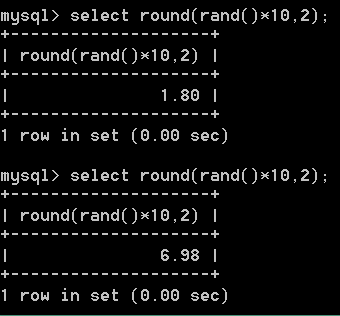 mysql> select round(rand()*10,2);
+--------------------+
| round(rand()*10,2) |
+--------------------+
|               1.80 |
+--------------------+
1 row in set (0.00 sec)
mysql> select round(rand()*10,2);
+--------------------+
| round(rand()*10,2) |
+--------------------+
|               6.98 |
+--------------------+
1 row in set (0.00 sec)